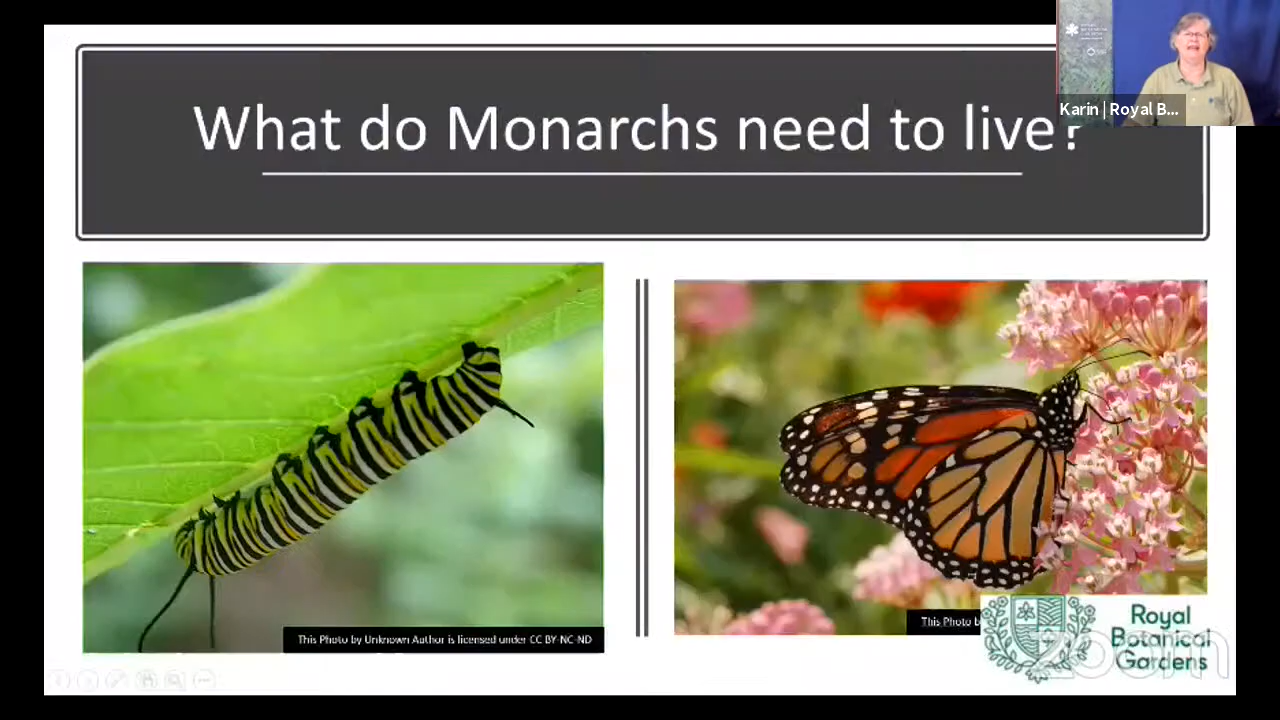 What do Monarchs need to live?
Karin | Royal B...
This Photo by Unknown Author is licensed under CC BY-NC-ND
This Photo b
Royal
Botanical
Gardens
zoom